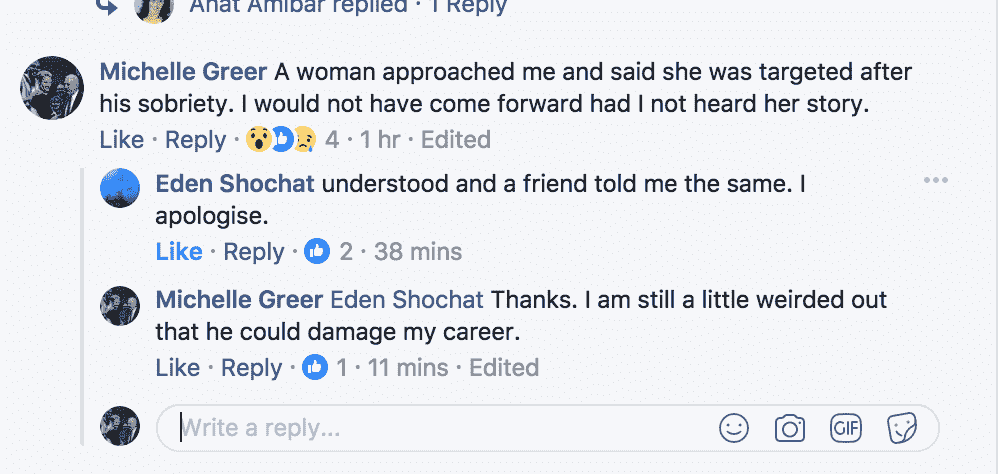 Anat Amibar replied · 1 Reply
Michelle Greer A woman approached me and said she was targeted after
his sobriety. I would not have come forward had I not heard her story.
Like · Reply · 4 · 1 hr · Edited
Eden Shochat understood and a friend told me the same. I
apologise.
Like · Reply · 2 · 38 mins
Michelle Greer Eden Shochat Thanks. I am still a little weirded out
that he could damage my career.
Like · Reply · 1 · 11 mins · Edited
Write a reply...
GIF